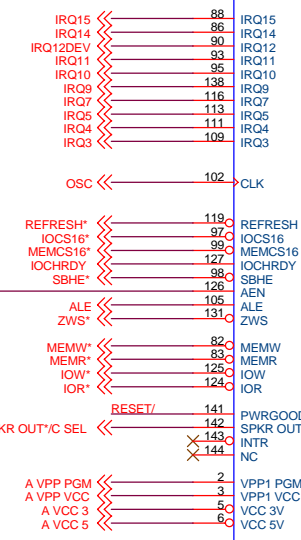 IRQ15 88 IRQ15
IRQ14 86 IRQ14
IRQ12DEV 90 IRQ12
IRQ11 93 IRQ11
IRQ10 95 IRQ10
IRQ9 138 IRQ9
IRQ7 116 IRQ7
IRQ5 113 IRQ5
IRQ4 111 IRQ4
IRQ3 109 IRQ3
OSC 102 CLK
REFRESH* 119 REFRESH
IOCS16* 97 IOCS16
MEMCS16* 99 MEMCS16
IOCHRDY 127 IOCHRDY
SBHE* 98 SBHE
126 AEN
ALE 105 ALE
ZWS* 131 ZWS
MEMW* 82 MEMW
MEMR* 83 MEMR
IOW* 125 IOW
IOR* 124 IOR
RESET/ 141 PWRGOOD
KR OUT*/C SEL 142 SPKR OUT
143 INTR
144 NC
A VPP PGM 2 VPP1 PGM
A VPP VCC 3 VPP1 VCC
A VCC 3 5 VCC 3V
A VCC 5 6 VCC 5V